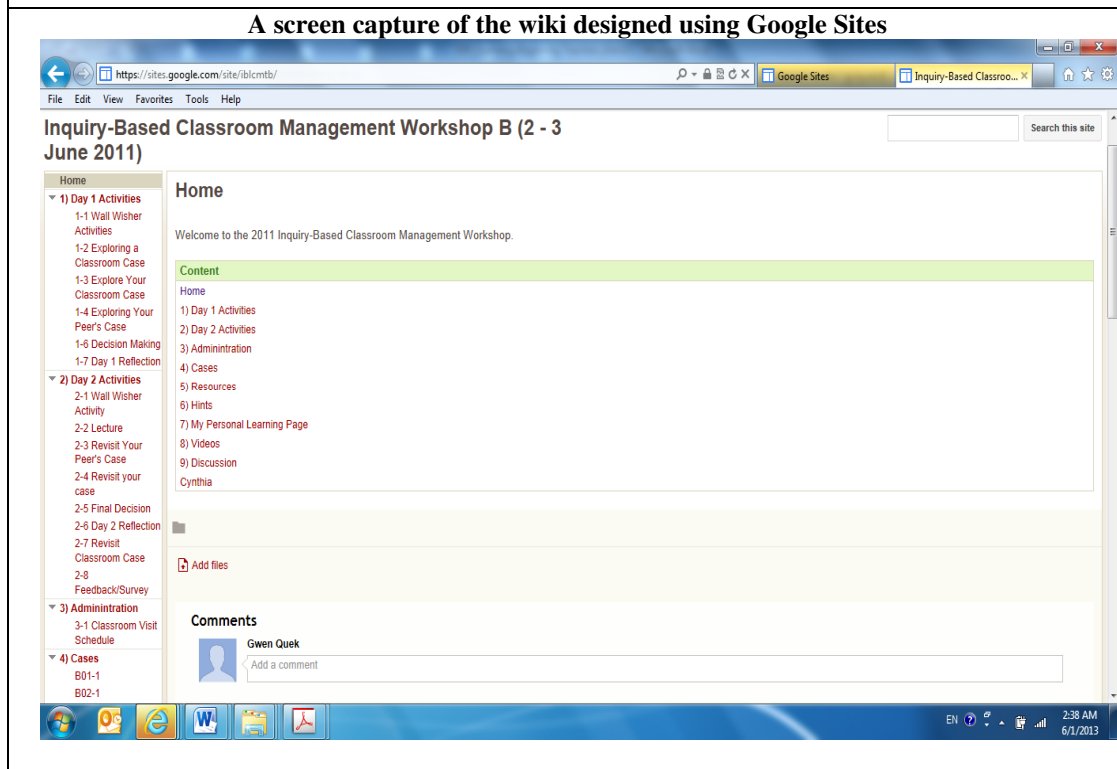 A screen capture of the wiki designed using Google Sites
https://sites.google.com/site/iblcmtb/
Google Sites
Inquiry-Based Classroo...
File Edit View Favorites Tools Help
Inquiry-Based Classroom Management Workshop B (2 - 3
June 2011)
Search this site
Home
1) Day 1 Activities
1-1 Wall Wisher
Activities
1-2 Exploring a
Classroom Case
1-3 Explore Your
Classroom Case
1-4 Exploring Your
Peer's Case
1-6 Decision Making
1-7 Day 1 Reflection
2) Day 2 Activities
2-1 Wall Wisher
Activity
2-2 Lecture
2-3 Revisit Your
Peer's Case
2-4 Revisit your
case
2-5 Final Decision
2-6 Day 2 Reflection
2-7 Revisit
Classroom Case
2-8
Feedback/Survey
3) Adminintration
3-1 Classroom Visit
Schedule
4) Cases
B01-1
B02-1
Home
Welcome to the 2011 Inquiry-Based Classroom Management Workshop.
Content
Home
1) Day 1 Activities
2) Day 2 Activities
3) Adminintration
4) Cases
5) Resources
6) Hints
7) My Personal Learning Page
8) Videos
9) Discussion
Cynthia
Add files
Comments
Gwen Quek
Add a comment
EN
2:38 AM
6/1/2013